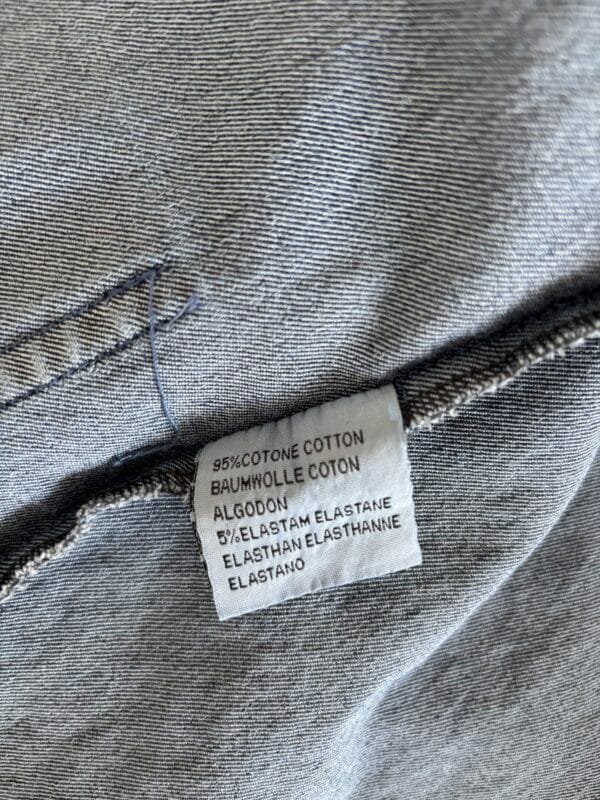 95%COTONE COTTON
BAUMWOLLE COTON
ALGODON
5%ELASTAM ELASTANE
ELASTHAN ELASTHANNE
ELASTANO